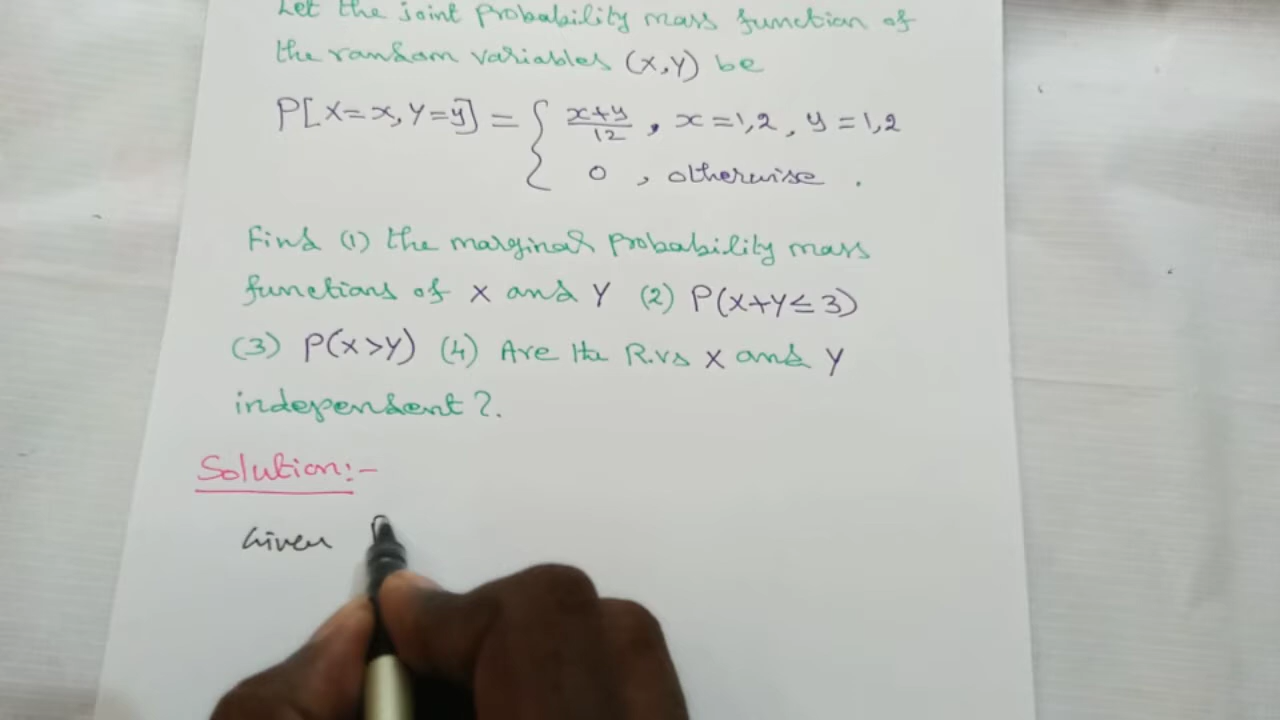 Let the joint probability mass function of
the random variables (X,Y) be
P[X=x, Y=y] = { x+y/12 , x=1,2 , y=1,2
0 , otherwise .
Find (1) the marginal probability mass
functions of X and Y (2) P(X+Y≤3)
(3) P(X>Y) (4) Are the R.vs X and Y
independent?.
Solution:-
Given